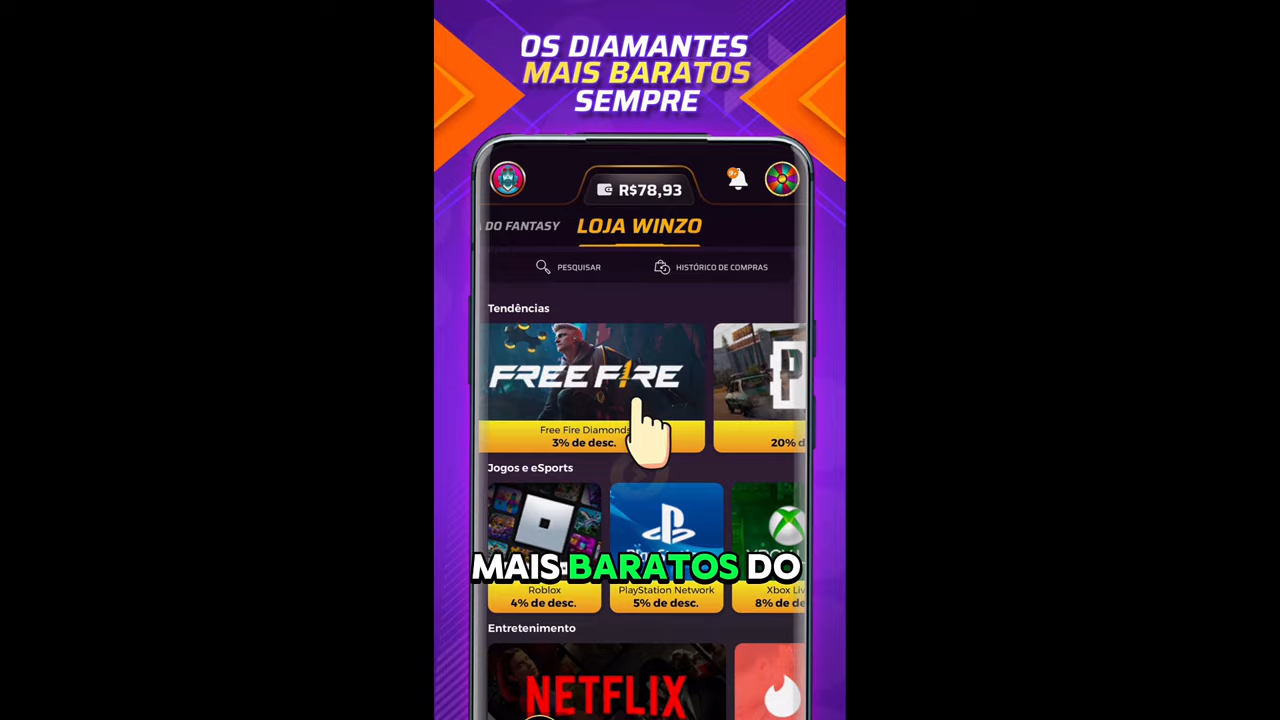 OS DIAMANTES
MAIS BARATOS
SEMPRE
R$78,93
DO FANTASY
LOJA WINZO
PESQUISAR
HISTÓRICO DE COMPRAS
Tendências
FREE FIRE
Free Fire Diamonds
3% de desc.
20% d
Jogos e eSports
MAIS BARATOS DO
Roblox
4% de desc.
PlayStation Network
5% de desc.
Xbox Liv
8% de de
Entretenimento
NETFLIX